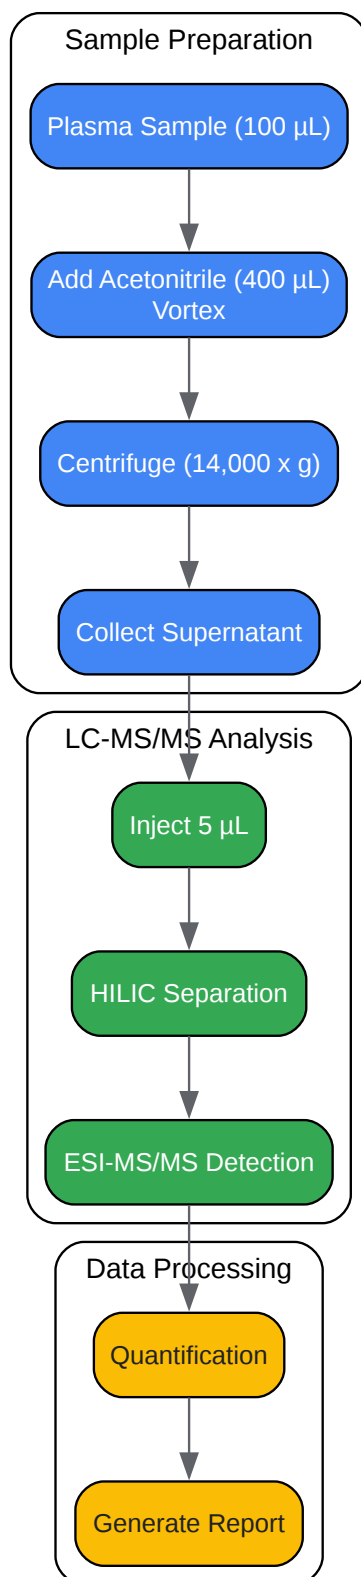 Sample Preparation
Plasma Sample (100 µL)
Add Acetonitrile (400 µL)
Vortex
Centrifuge (14,000 x g)
Collect Supernatant
LC-MS/MS Analysis
Inject 5 µL
HILIC Separation
ESI-MS/MS Detection
Data Processing
Quantification
Generate Report